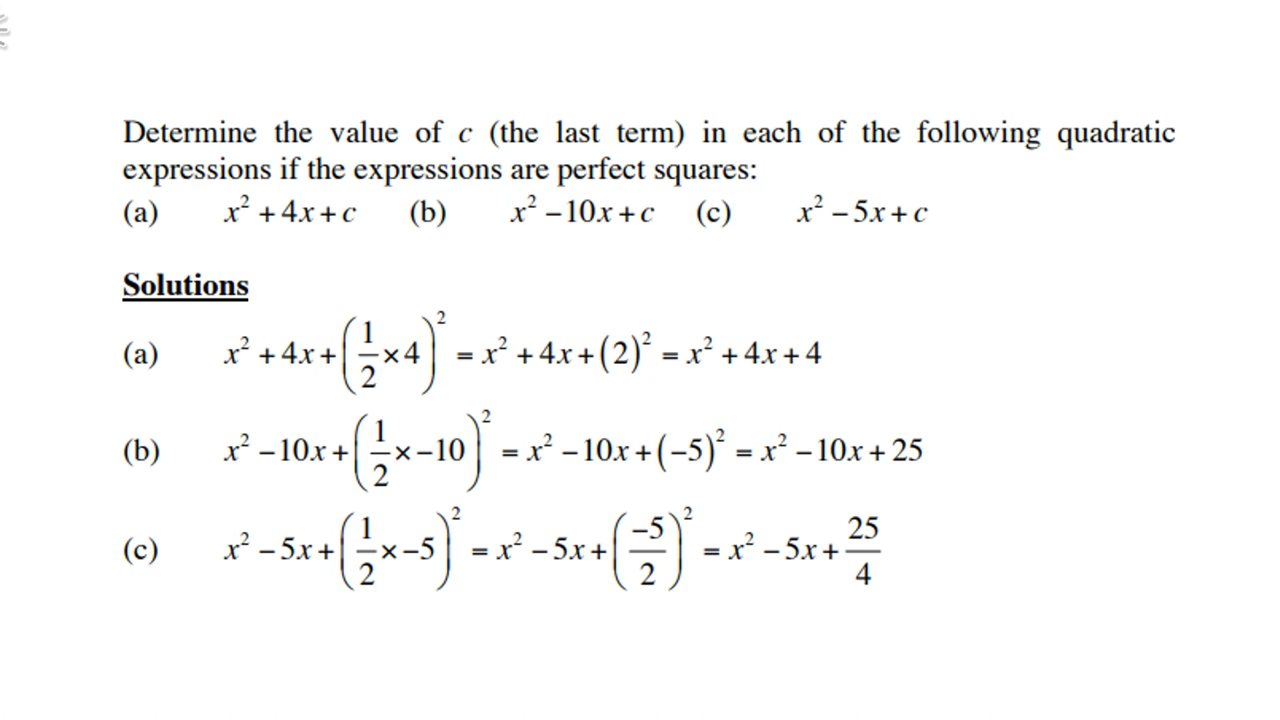 Determine the value of c (the last term) in each of the following quadratic
expressions if the expressions are perfect squares:
(a) x² + 4x + c (b) x² − 10x + c (c) x² − 5x + c
Solutions
(a) x² + 4x + (1/2 × 4)² = x² + 4x + (2)² = x² + 4x + 4
(b) x² − 10x + (1/2 × −10)² = x² − 10x + (−5)² = x² − 10x + 25
(c) x² − 5x + (1/2 × −5)² = x² − 5x + (−5/2)² = x² − 5x + 25/4